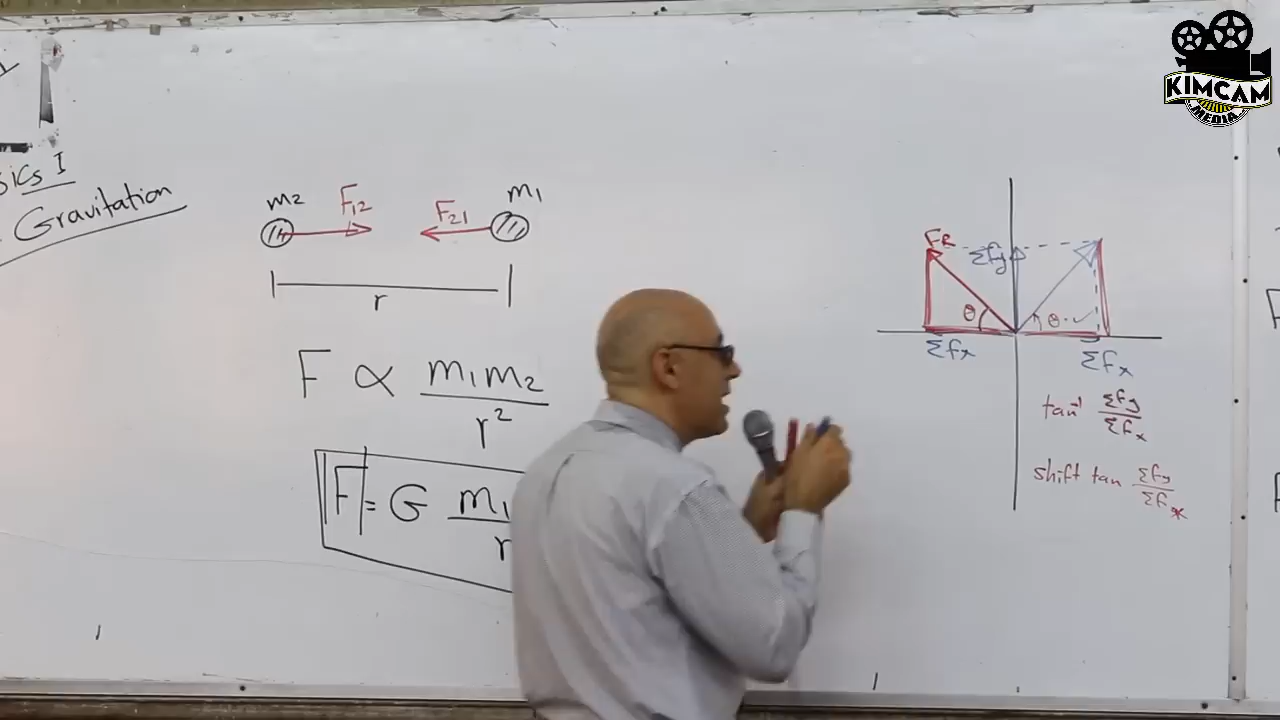 KIMCAM
MEDIA
sics I
Gravitation
m2 F12 F21 m1
r
F ∝ m1m2 / r²
F = G m1 / r
FR Σfy
θ θ
Σfx Σfx
tan⁻¹ Σfy / Σfx
shift tan Σfy / Σfx